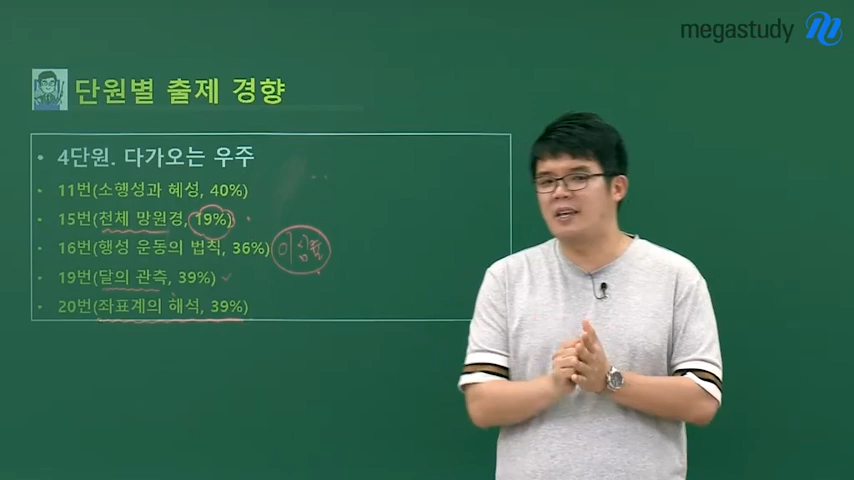 megastudy
단원별 출제 경향
• 4단원. 다가오는 우주
• 11번(소행성과 혜성, 40%)
• 15번(천체 망원경, 19%)
• 16번(행성 운동의 법칙, 36%) 이심률
• 19번(달의 관측, 39%)
• 20번(좌표계의 해석, 39%)